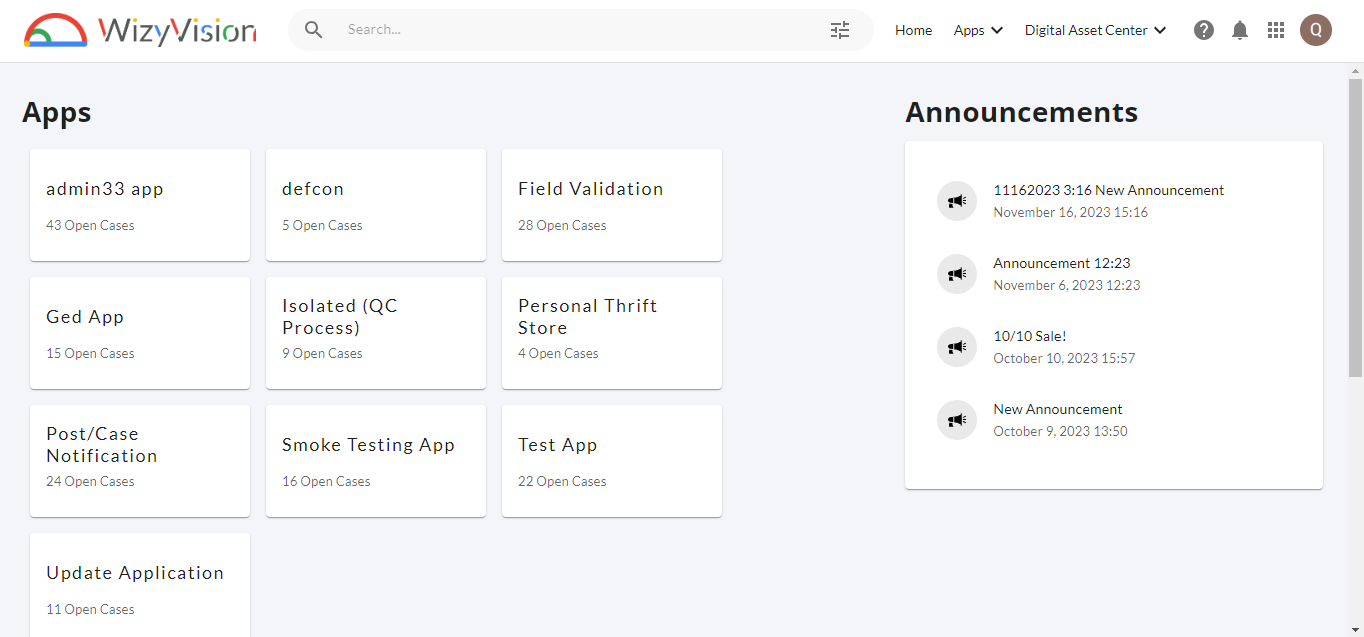 WizyVision
Search...
Home
Apps
Digital Asset Center
?
Q
Apps
admin33 app
43 Open Cases
defcon
5 Open Cases
Field Validation
28 Open Cases
Ged App
15 Open Cases
Isolated (QC
Process)
9 Open Cases
Personal Thrift
Store
4 Open Cases
Post/Case
Notification
24 Open Cases
Smoke Testing App
16 Open Cases
Test App
22 Open Cases
Update Application
11 Open Cases
Announcements
11162023 3:16 New Announcement
November 16, 2023 15:16
Announcement 12:23
November 6, 2023 12:23
10/10 Sale!
October 10, 2023 15:57
New Announcement
October 9, 2023 13:50